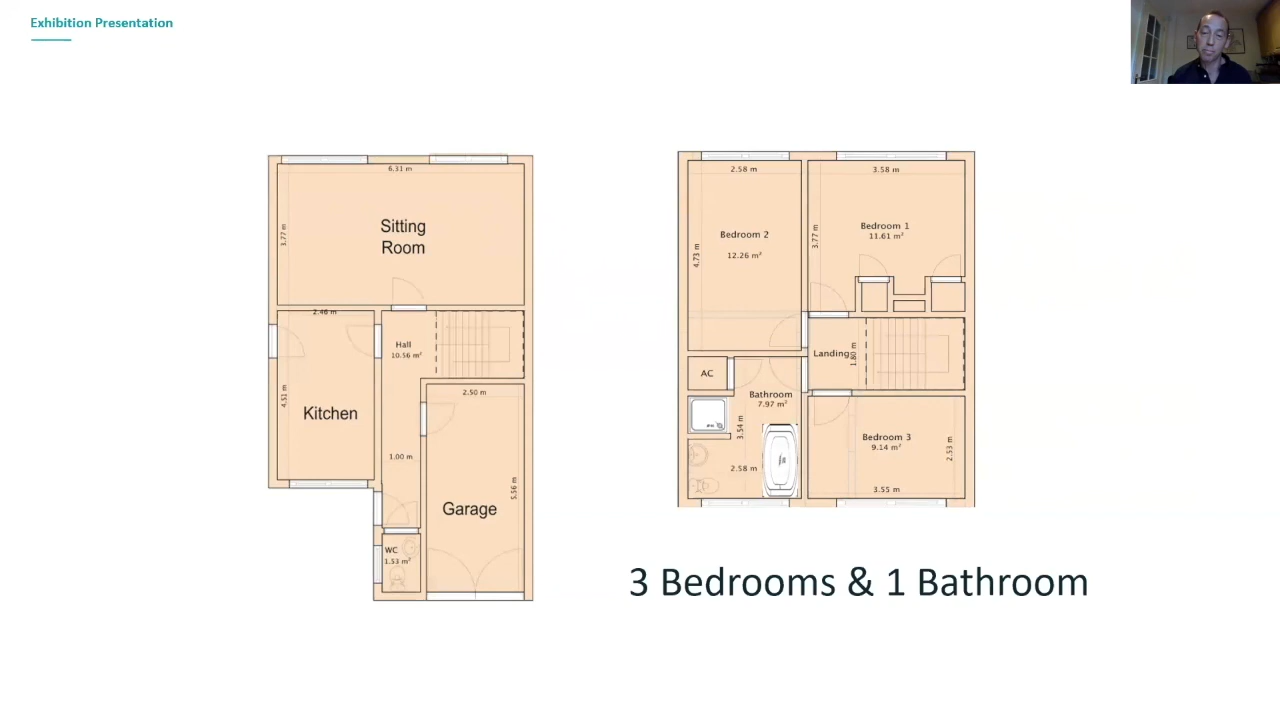 Exhibition Presentation
6.31 m
3.77 m
Sitting
Room
2.46 m
Hall
10.56 m²
4.51 m
Kitchen
2.50 m
1.00 m
5.56 m
Garage
WC
1.53 m²
2.58 m
3.58 m
Bedroom 2
12.26 m²
4.73 m
Bedroom 1
11.61 m²
3.77 m
Landing
1.80 m
AC
Bathroom
7.97 m²
3.54 m
2.58 m
Bedroom 3
9.14 m²
2.53 m
3.55 m
3 Bedrooms & 1 Bathroom